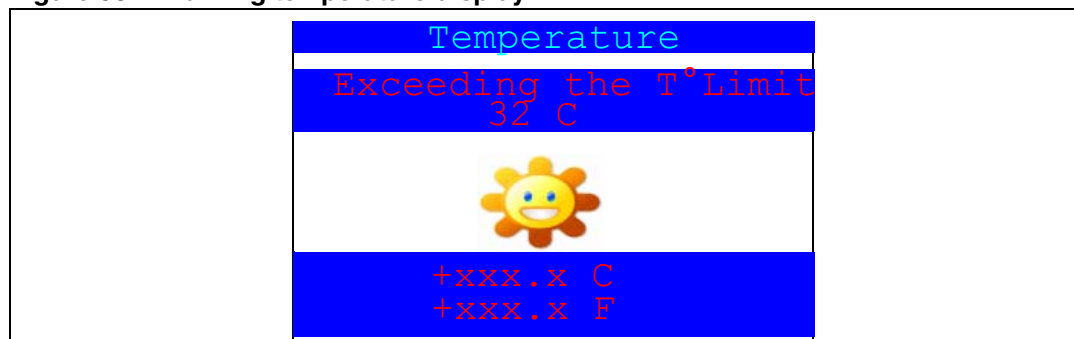 Temperature
Exceeding the T°Limit
32 C
+xxx.x C
+xxx.x F